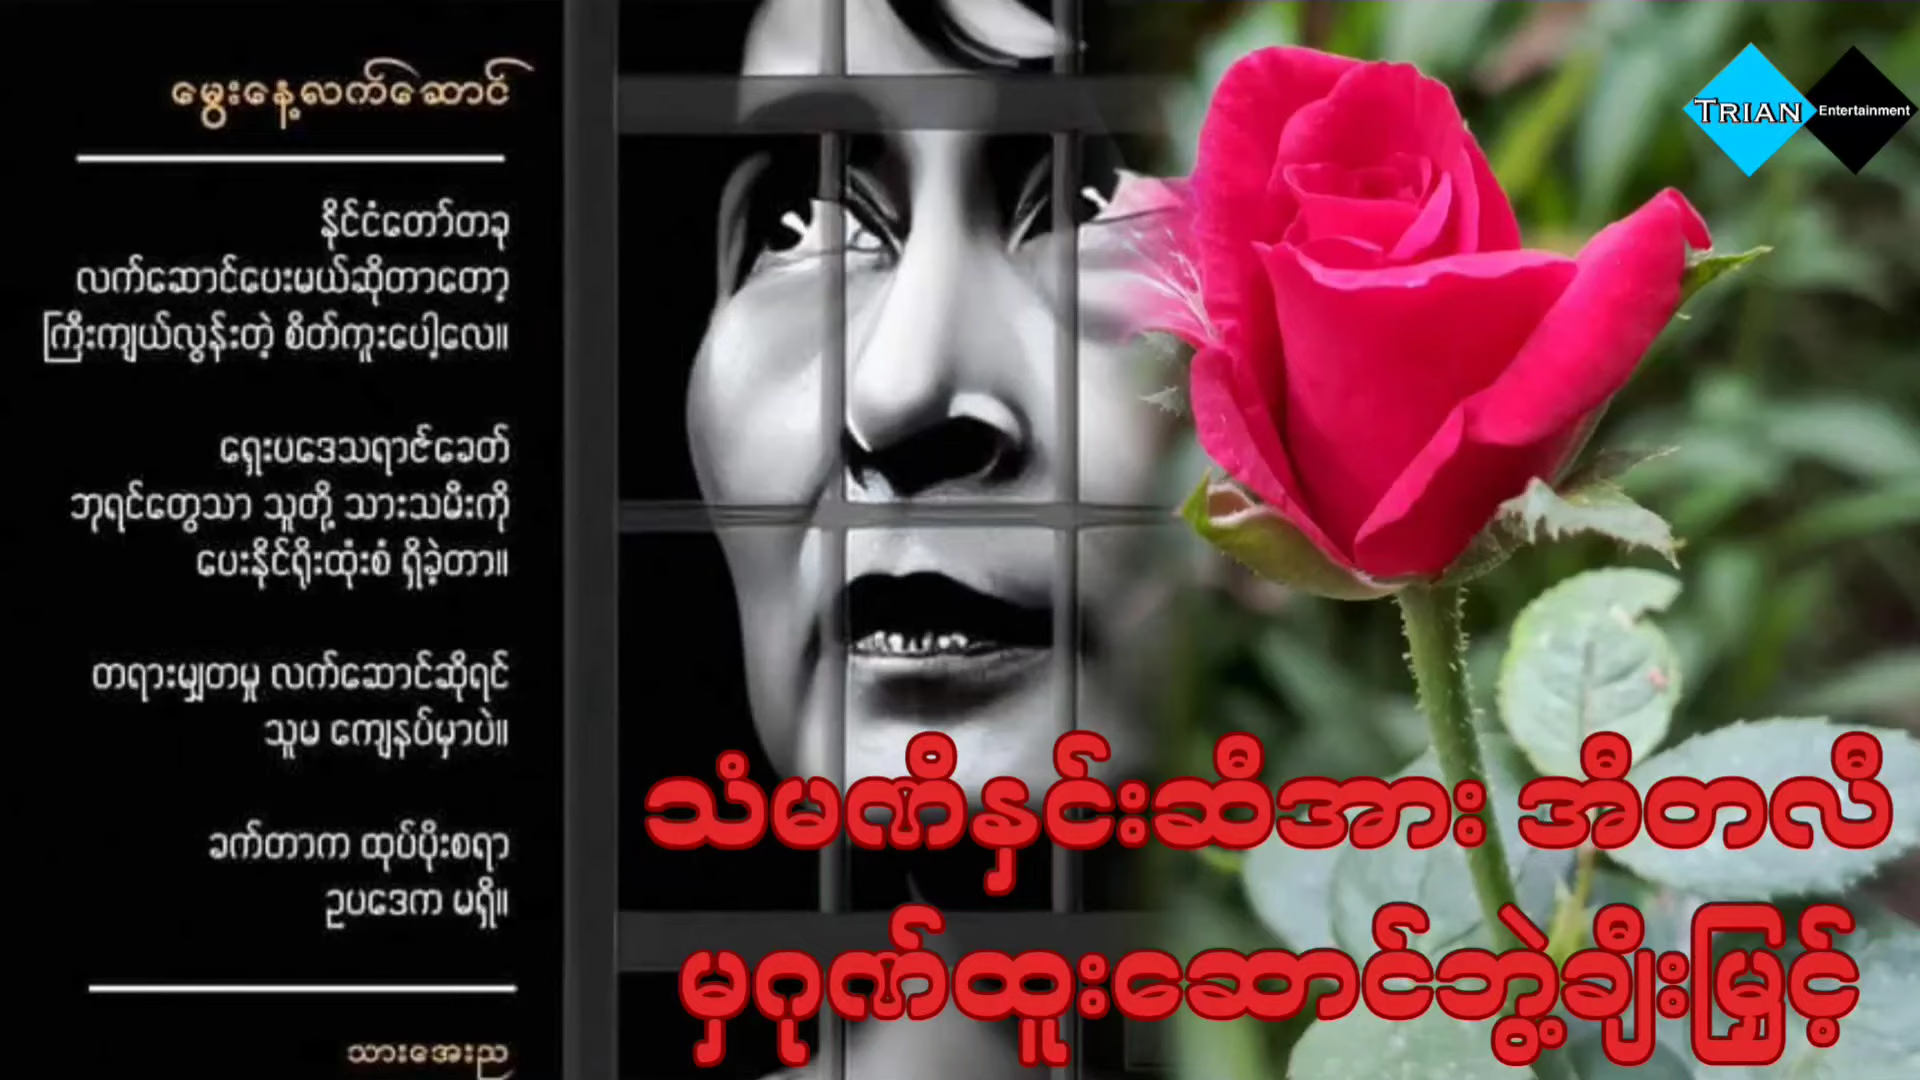 မွေးနေ့လက်ဆောင်
နိုင်ငံတော်တခု
လက်ဆောင်ပေးမယ်ဆိုတာတော့
ကြီးကျယ်လွန်းတဲ့ စိတ်ကူးပေါ့လေ။
ရှေးပဒေသရာဇ်ခေတ်
ဘုရင်တွေသာ သူတို့ သားသမီးကို
ပေးနိုင်ရိုးထုံးစံ ရှိခဲ့တာ။
တရားမျှတမှု လက်ဆောင်ဆိုရင်
သူမ ကျေနပ်မှာပဲ။
ခက်တာက ထုပ်ပိုးစရာ
ဥပဒေက မရှိ။
သားအေးည
TRIAN Entertainment
သံမဏိနှင်းဆီအား အီတလီ
မှဂုဏ်ထူးဆောင်ဘွဲ့ချီးမြှင့်